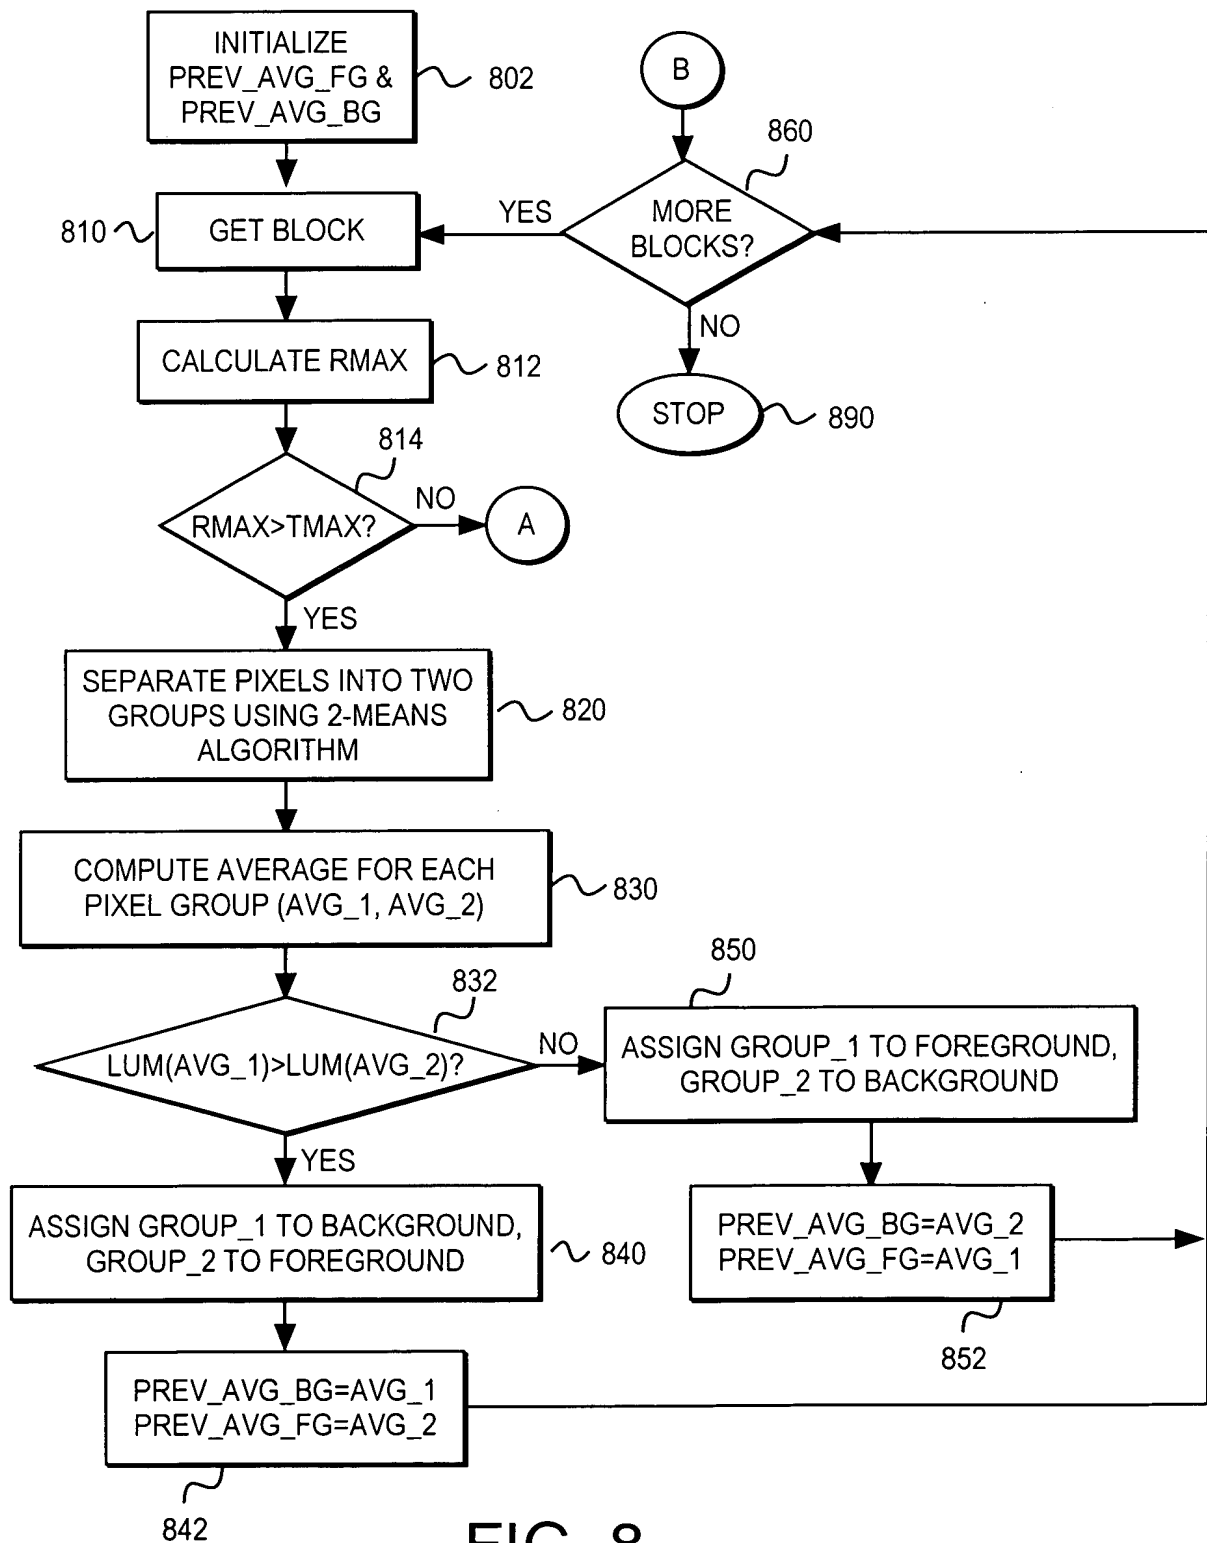 INITIALIZE
PREV_AVG_FG &
PREV_AVG_BG
802
B
860
MORE
BLOCKS?
YES
810
GET BLOCK
NO
CALCULATE RMAX
812
STOP
890
814
RMAX>TMAX?
NO
A
YES
SEPARATE PIXELS INTO TWO
GROUPS USING 2-MEANS
ALGORITHM
820
COMPUTE AVERAGE FOR EACH
PIXEL GROUP (AVG_1, AVG_2)
830
832
LUM(AVG_1)>LUM(AVG_2)?
NO
850
ASSIGN GROUP_1 TO FOREGROUND,
GROUP_2 TO BACKGROUND
YES
ASSIGN GROUP_1 TO BACKGROUND,
GROUP_2 TO FOREGROUND
840
PREV_AVG_BG=AVG_2
PREV_AVG_FG=AVG_1
852
PREV_AVG_BG=AVG_1
PREV_AVG_FG=AVG_2
842
FIG. 8